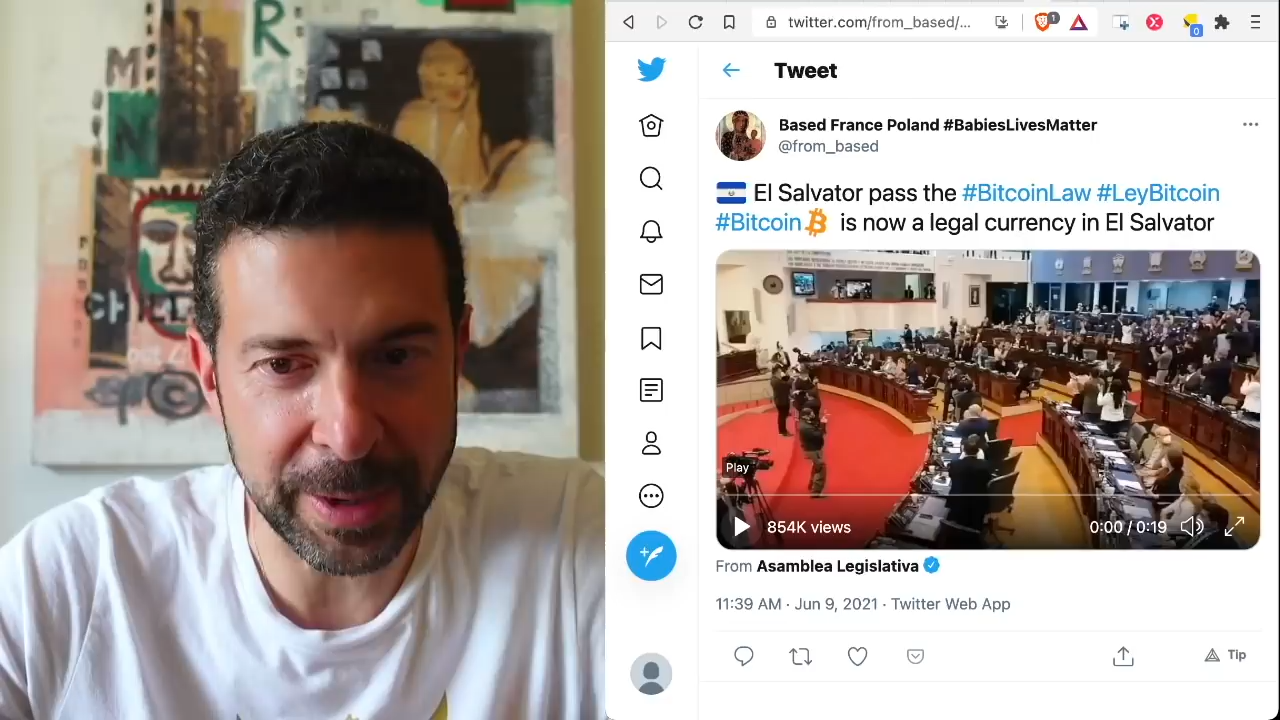 M
R
N
twitter.com/from_based/...
1
0
Tweet
Based France Poland #BabiesLivesMatter
@from_based
El Salvator pass the #BitcoinLaw #LeyBitcoin
#Bitcoin is now a legal currency in El Salvator
Play
854K views
0:00 / 0:19
From Asamblea Legislativa
11:39 AM · Jun 9, 2021 · Twitter Web App
Tip